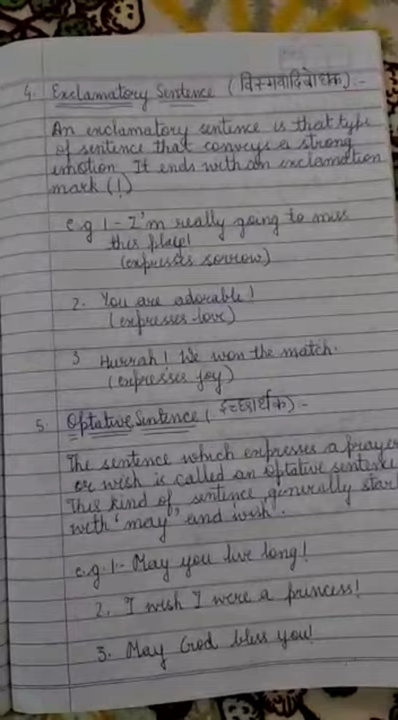 4. Exclamatory Sentence (विस्मयादिबोधक) :-
An exclamatory sentence is that type
of sentence that conveys a strong
emotion. It ends with an exclamation
mark (!)
e.g 1- I'm really going to miss
this place!
(expresses sorrow)
2. You are adorable!
(expresses love)
3 Hurrah! We won the match.
(expresses joy)
5. Optative Sentence (इच्छार्थक) -
The sentence which expresses a prayer
or wish is called an optative sentence
This kind of sentence generally start
with "may" and wish.
e.g. 1- May you live long!
2. I wish I were a princess!
3. May God bless you!